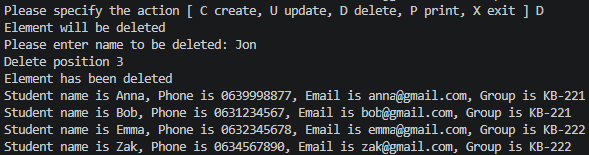 Please specify the action [ C create, U update, D delete, P print, X exit ] D
Element will be deleted
Please enter name to be deleted: Jon
Delete position 3
Element has been deleted
Student name is Anna, Phone is 0639998877, Email is anna@gmail.com, Group is KB-221
Student name is Bob, Phone is 0631234567, Email is bob@gmail.com, Group is KB-221
Student name is Emma, Phone is 0632345678, Email is emma@gmail.com, Group is KB-222
Student name is Zak, Phone is 0634567890, Email is zak@gmail.com, Group is KB-222